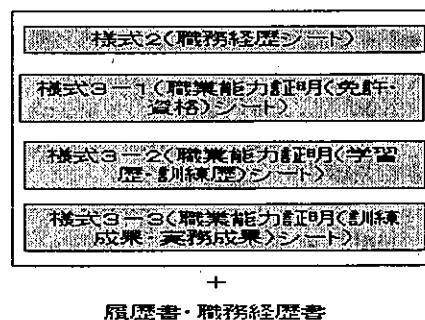 様式2(職務経歴シート)
様式3－1(職業能力証明(免許・
資格)シート)
様式3－2(職業能力証明(学習
歴・訓練歴)シート)
様式3－3(職業能力証明(訓練
成果・実務成果)シート)
+
履歴書・職務経歴書